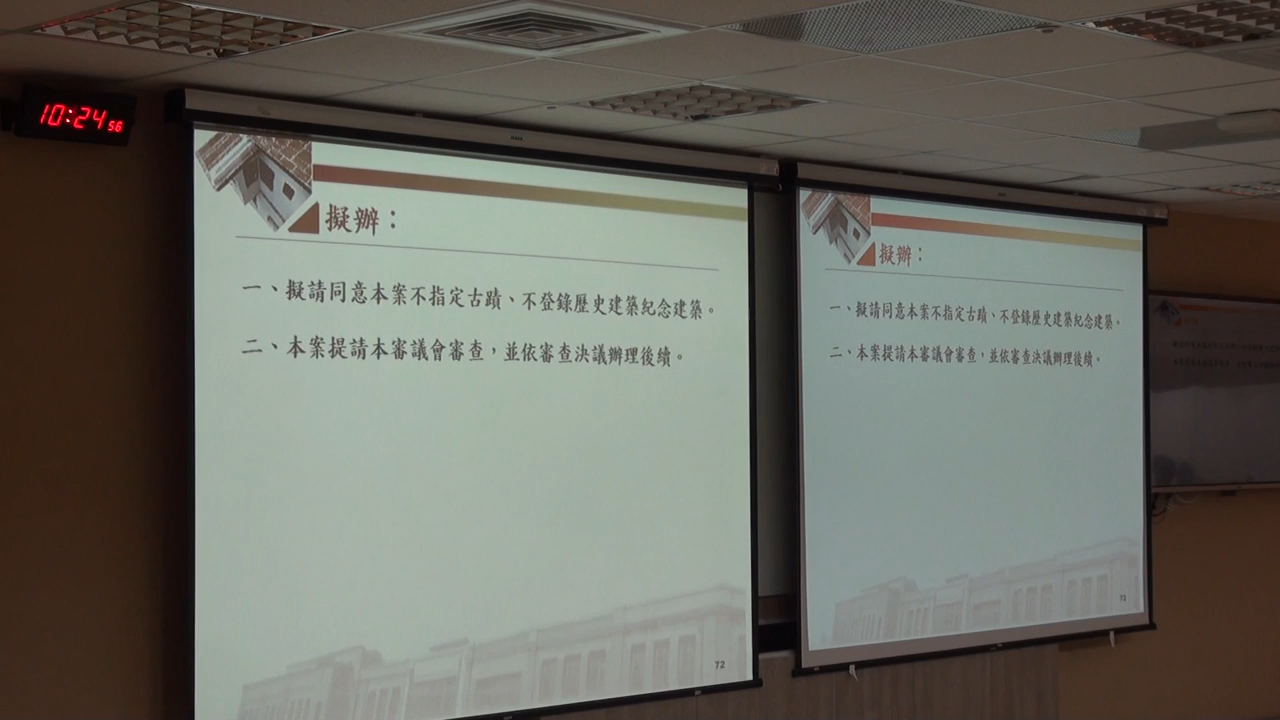 10:24 56
擬辦：
一、擬請同意本案不指定古蹟、不登錄歷史建築紀念建築。
二、本案提請本審議會審查，並依審查決議辦理後續。
72
擬辦：
一、擬請同意本案不指定古蹟、不登錄歷史建築紀念建築。
二、本案提請本審議會審查，並依審查決議辦理後續。
72